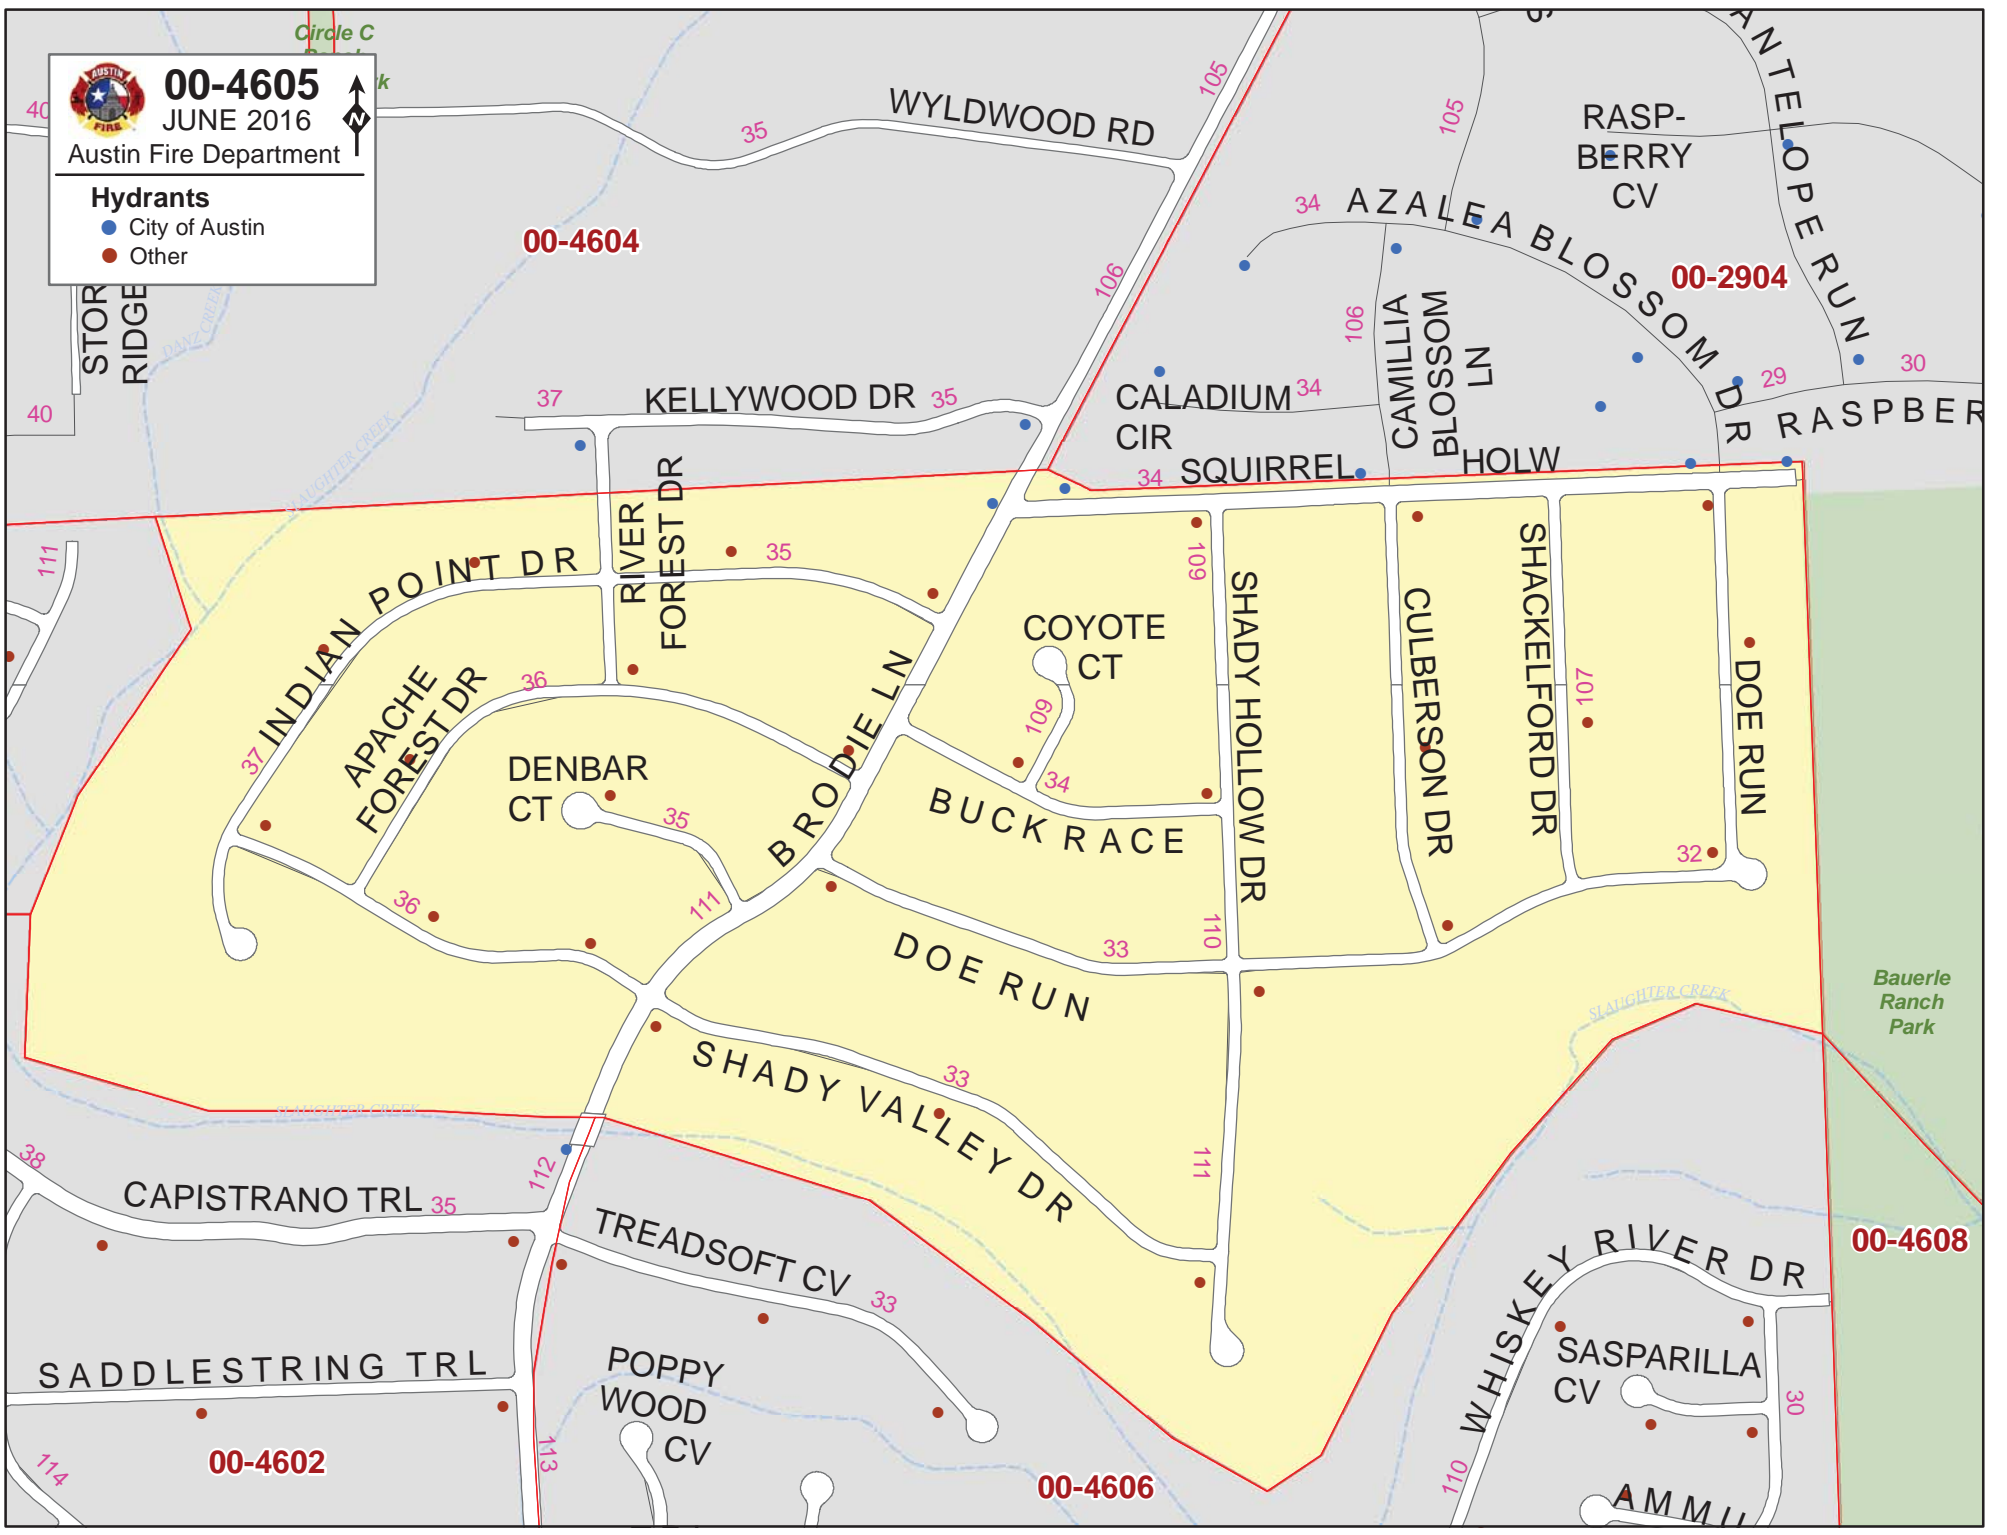 Circle C
AUSTIN
FIRE
00-4605
JUNE 2016
N
Austin Fire Department
Hydrants
City of Austin
Other
40
35
WYLDWOOD RD
105
105
RASP-
BERRY
CV
ANTELOPE RUN
00-4604
34
AZALEA BLOSSOM DR
00-2904
106
106
CAMILLIA
BLOSSOM
LN
DANZ CREEK
STOR
RIDGE
40
37
KELLYWOOD DR
35
CALADIUM
CIR
34
29
30
RASPBER
SLAUGHTER CREEK
34
SQUIRREL
HOLW
111
INDIAN POINT DR
RIVER
FOREST DR
35
109
SHADY HOLLOW DR
CULBERSON DR
SHACKELFORD DR
107
DOE RUN
COYOTE
CT
109
36
APACHE
FOREST DR
37
BRODIE LN
DENBAR
CT
35
34
BUCK RACE
32
36
111
110
33
DOE RUN
Bauerle
Ranch
Park
SLAUGHTER CREEK
SHADY VALLEY DR
33
SLAUGHTER CREEK
38
112
111
CAPISTRANO TRL
35
TREADSOFT CV
33
00-4608
WHISKEY RIVER DR
SADDLESTRING TRL
POPPY
WOOD
CV
SASPARILLA
CV
30
113
114
00-4602
00-4606
110
AMMU